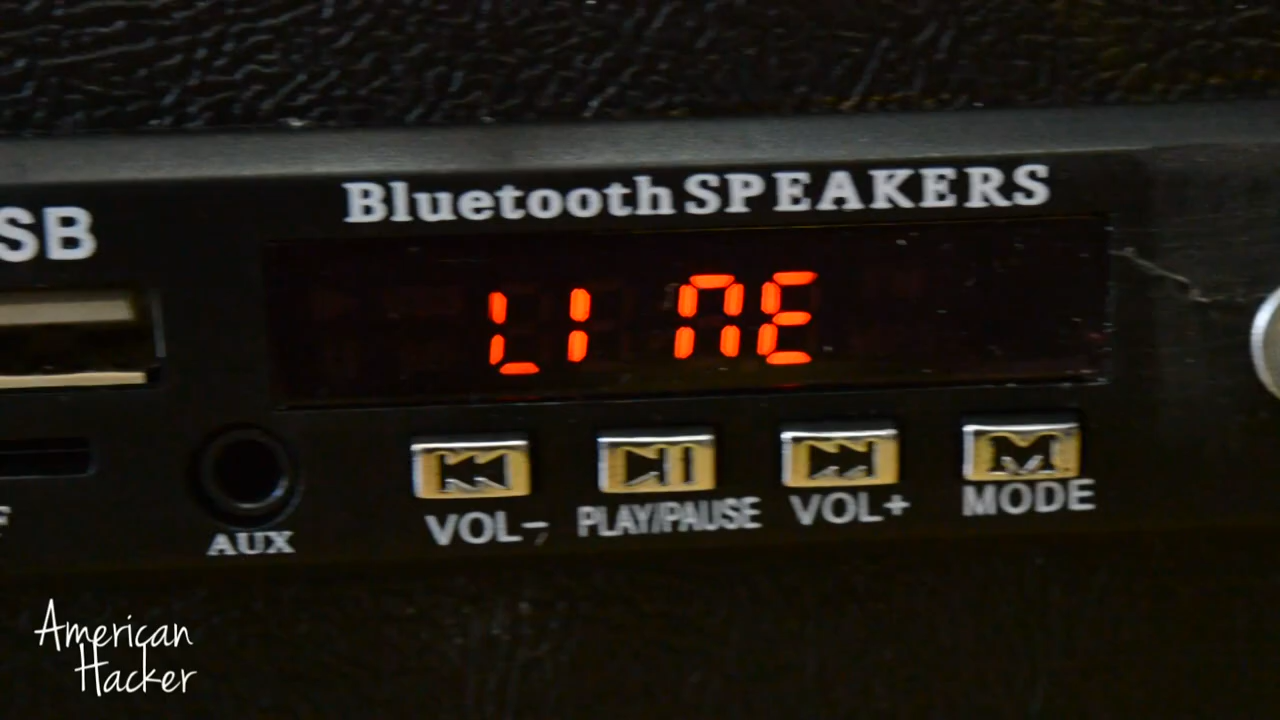 Bluetooth SPEAKERS
SB
LINE
VOL-
PLAY/PAUSE
VOL+
M
MODE
F
AUX
American
Hacker